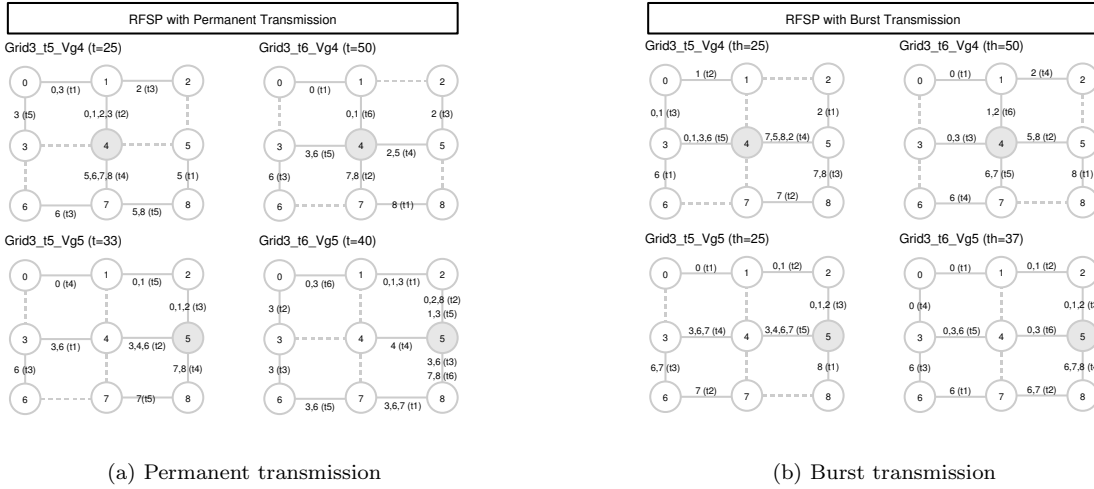 RFSP with Permanent Transmission
Grid3_t5_Vg4 (t=25)
0 0,3 (t1) 1 2 (t3) 2
3 (t5) 0,1,2,3 (t2)
3 4 5
5,6,7,8 (t4) 5 (t1)
6 6 (t3) 7 5,8 (t5) 8
Grid3_t6_Vg4 (t=50)
0 0 (t1) 1 2
0,1 (t6) 2 (t3)
3 3,6 (t5) 4 2,5 (t4) 5
6 (t3) 7,8 (t2)
6 7 8 (t1) 8
Grid3_t5_Vg5 (t=33)
0 0 (t4) 1 0,1 (t5) 2
0,1,2 (t3)
3 3,6 (t1) 4 3,4,6 (t2) 5
6 (t3) 7,8 (t4)
6 7 7(t5) 8
Grid3_t6_Vg5 (t=40)
0 0,3 (t6) 1 0,1,3 (t1) 2
3 (t2) 0,2,8 (t2)
1,3 (t5)
3 4 4 (t4) 5
3 (t3) 3,6 (t3)
7,8 (t6)
6 3,6 (t5) 7 3,6,7 (t1) 8
(a) Permanent transmission
RFSP with Burst Transmission
Grid3_t5_Vg4 (th=25)
0 1 (t2) 1 2
0,1 (t3) 2 (t1)
3 0,1,3,6 (t5) 4 7,5,8,2 (t4) 5
6 (t1) 7,8 (t3)
6 7 7 (t2) 8
Grid3_t6_Vg4 (th=50)
0 0 (t1) 1 2 (t4) 2
1,2 (t6)
3 0,3 (t3) 4 5,8 (t2) 5
6,7 (t5) 8 (t1)
6 6 (t4) 7 8
Grid3_t5_Vg5 (th=25)
0 0 (t1) 1 0,1 (t2) 2
0,1,2 (t3)
3 3,6,7 (t4) 4 3,4,6,7 (t5) 5
6,7 (t3) 8 (t1)
6 7 (t2) 7 8
Grid3_t6_Vg5 (th=37)
0 0 (t1) 1 0,1 (t2) 2
0 (t4) 0,1,2 (t3
3 0,3,6 (t5) 4 0,3 (t6) 5
6 (t3) 6,7,8 (t
6 6 (t1) 7 6,7 (t2) 8
(b) Burst transmission